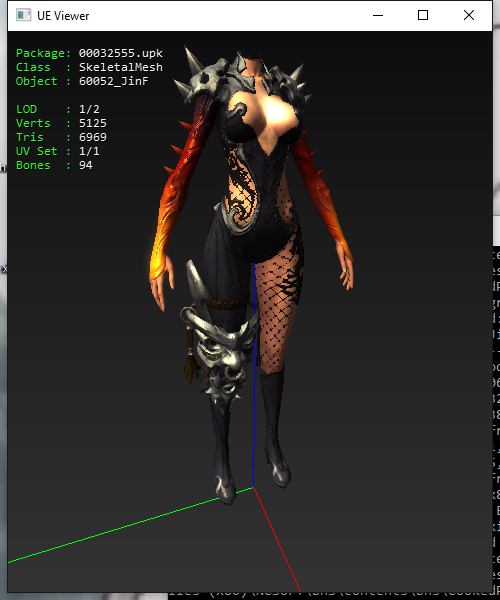 UE Viewer
Package: 00032555.upk
Class : SkeletalMesh
Object : 60052_JinF
LOD : 1/2
Verts : 5125
Tris : 6969
UV Set : 1/1
Bones : 94